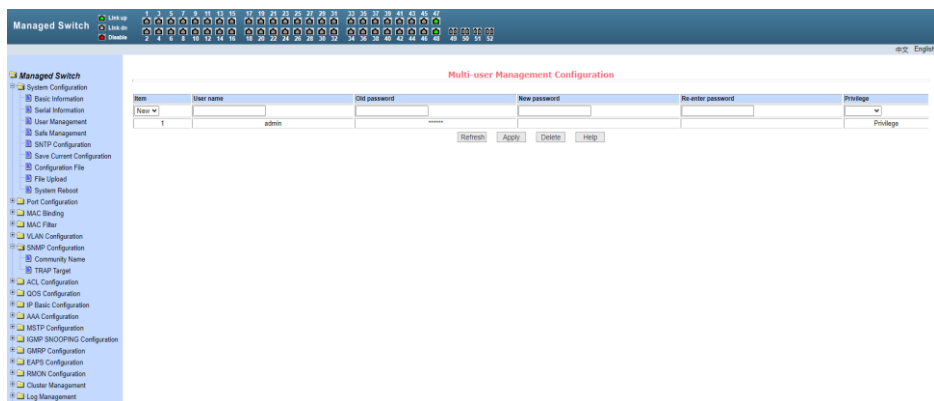 Managed Switch
Link up
Link dn
Disable
1 3 5 7 9 11 13 15 17 19 21 23 25 27 29 31 33 35 37 39 41 43 45 47
2 4 6 8 10 12 14 16 18 20 22 24 26 28 30 32 34 36 38 40 42 44 46 48 49 50 51 52
中文 English
Managed Switch
System Configuration
Basic Information
Serial Information
User Management
Safe Management
SNTP Configuration
Save Current Configuration
Configuration File
File Upload
System Reboot
Port Configuration
MAC Binding
MAC Filter
VLAN Configuration
SNMP Configuration
Community Name
TRAP Target
ACL Configuration
QOS Configuration
IP Basic Configuration
AAA Configuration
MSTP Configuration
IGMP SNOOPING Configuration
GMRP Configuration
EAPS Configuration
RMON Configuration
Cluster Management
Log Management
Multi-user Management Configuration
Item User name Old password New password Re-enter password Privilege
New
1 admin ****** Privilege
Refresh Apply Delete Help